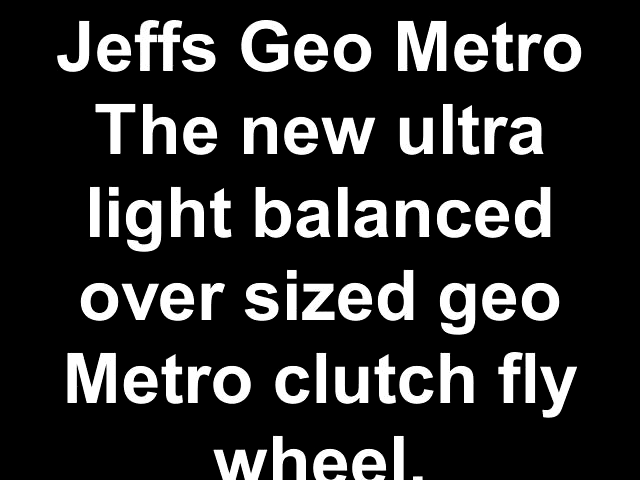 Jeffs Geo Metro
The new ultra
light balanced
over sized geo
Metro clutch fly
wheel.